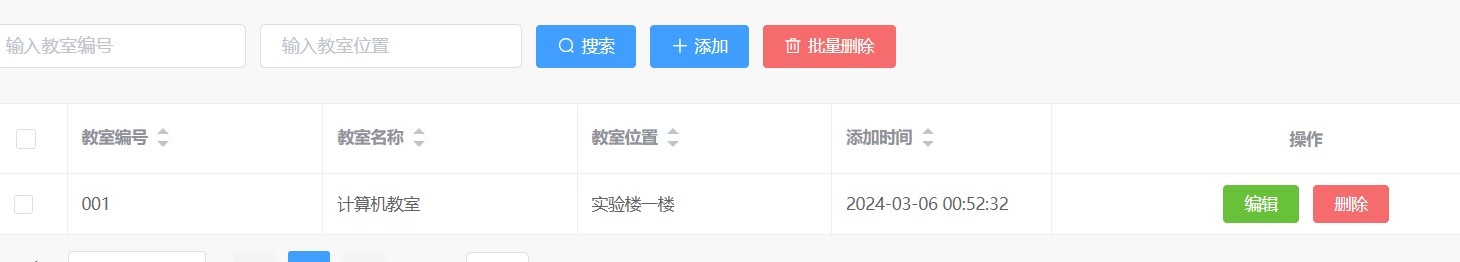 输入教室编号 输入教室位置 搜索 添加 批量删除
教室编号 教室名称 教室位置 添加时间 操作
001 计算机教室 实验楼一楼 2024-03-06 00:52:32 编辑 删除